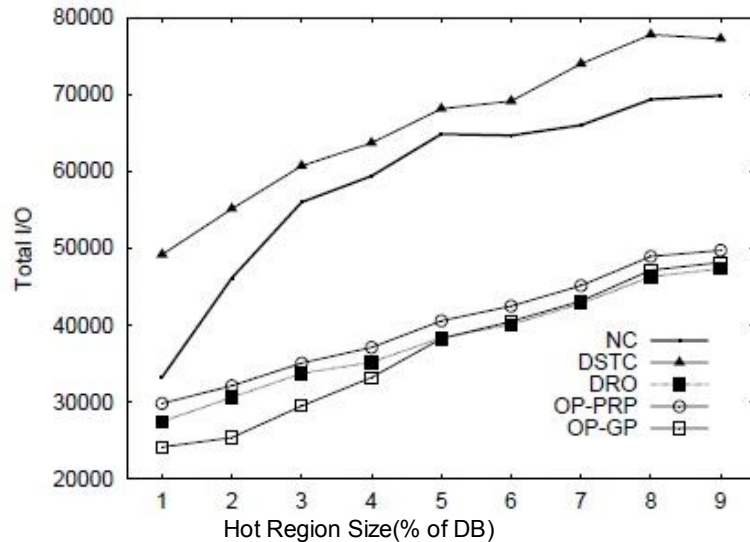 80000
70000
60000
50000
40000
30000
20000
Total I/O
NC
DSTC
DRO
OP-PRP
OP-GP
1 2 3 4 5 6 7 8 9
Hot Region Size(% of DB)